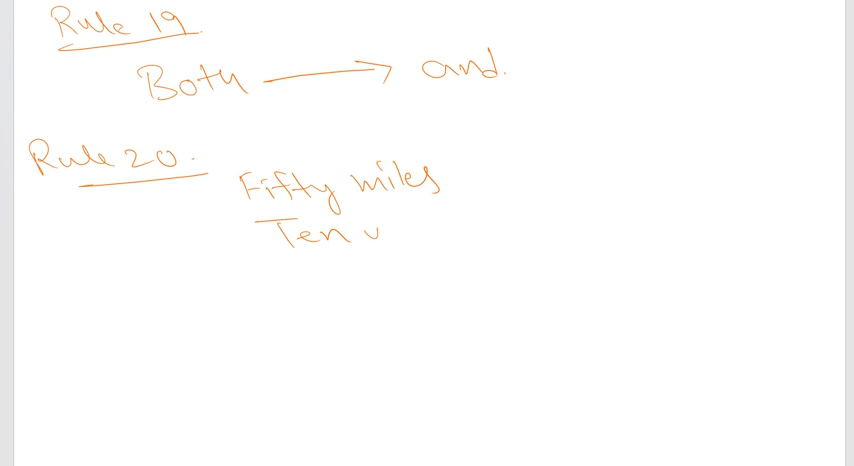 Rule 19.
Both → and.
Rule 20.
Fifty miles
Ten